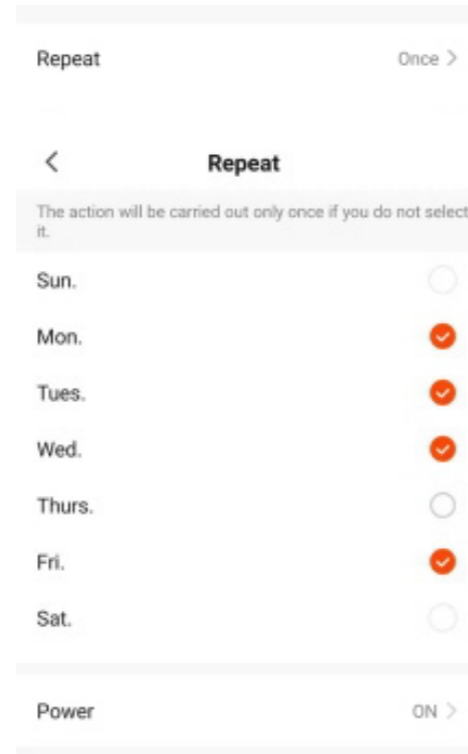 Repeat Once >
< Repeat
The action will be carried out only once if you do not select
it.
Sun.
Mon.
Tues.
Wed.
Thurs.
Fri.
Sat.
Power ON >